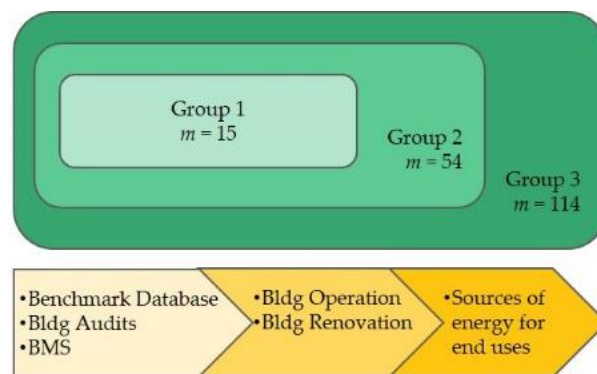 Group 1
m = 15
Group 2
m = 54
Group 3
m = 114
•Benchmark Database
•Bldg Audits
•BMS
•Bldg Operation
•Bldg Renovation
•Sources of
energy for
end uses